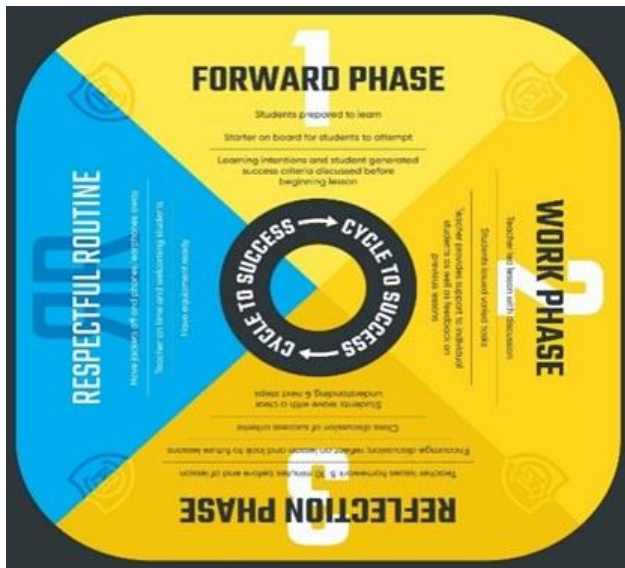 1
FORWARD PHASE
Students prepared to learn
Starter on board for students to attempt
Learning intentions and student generated
success criteria discussed before
beginning lesson
2
WORK PHASE
Teacher led lesson with discussion
Students issued varied tasks
Teacher provides support to individual
students as well as feedback on
previous lessons
3
REFLECTION PHASE
Teacher issues homework 5-10 minutes before end of lesson
Encourage discussion; reflect on lesson and look to future lessons
Class discussion of success criteria
Students leave with a clear
understanding & next steps
RR
RESPECTFUL ROUTINE
Have jackets off and phones/earphones away
Teacher on time and welcoming students
Have equipment ready
CYCLE TO SUCCESS
CYCLE TO SUCCESS